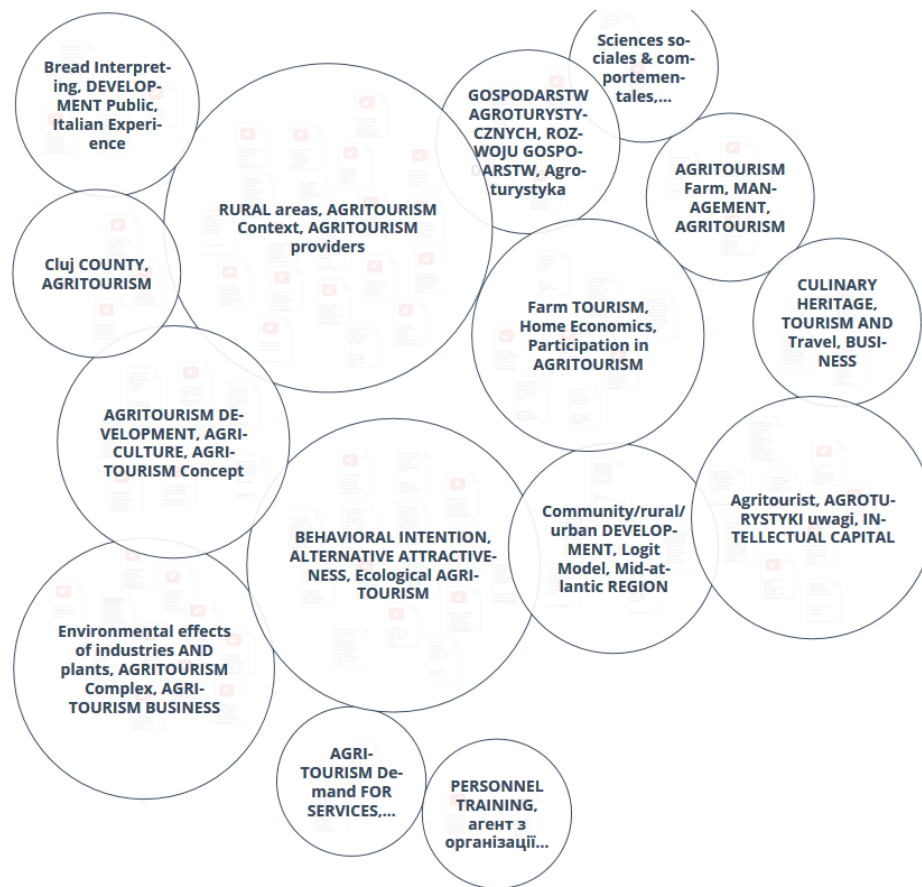 Sciences so-
ciales & com-
portemen-
tales,...
Bread Interpret-
ing, DEVELOP-
MENT Public,
Italian Experi-
ence
GOSPODARSTW
AGROTURYSTY-
CZNYCH, ROZ-
WOJU GOSPO-
DARSTW, Agro-
turystyka
AGRITOURISM
Farm, MAN-
AGEMENT,
AGRITOURISM
RURAL areas, AGRITOURISM
Context, AGRITOURISM
providers
Cluj COUNTY,
AGRITOURISM
Farm TOURISM,
Home Economics,
Participation in
AGRITOURISM
CULINARY
HERITAGE,
TOURISM AND
Travel, BUSI-
NESS
AGRITOURISM DE-
VELOPMENT, AGRI-
CULTURE, AGRI-
TOURISM Concept
BEHAVIORAL INTENTION,
ALTERNATIVE ATTRACTIVE-
NESS, Ecological AGRI-
TOURISM
Community/rural/
urban DEVELOP-
MENT, Logit
Model, Mid-at-
lantic REGION
Agritourist, AGROTU-
RYSTYKI uwagi, IN-
TELLECTUAL CAPITAL
Environmental effects
of industries AND
plants, AGRITOURISM
Complex, AGRI-
TOURISM BUSINESS
AGRI-
TOURISM De-
mand FOR
SERVICES,...
PERSONNEL
TRAINING,
агент з
організації...